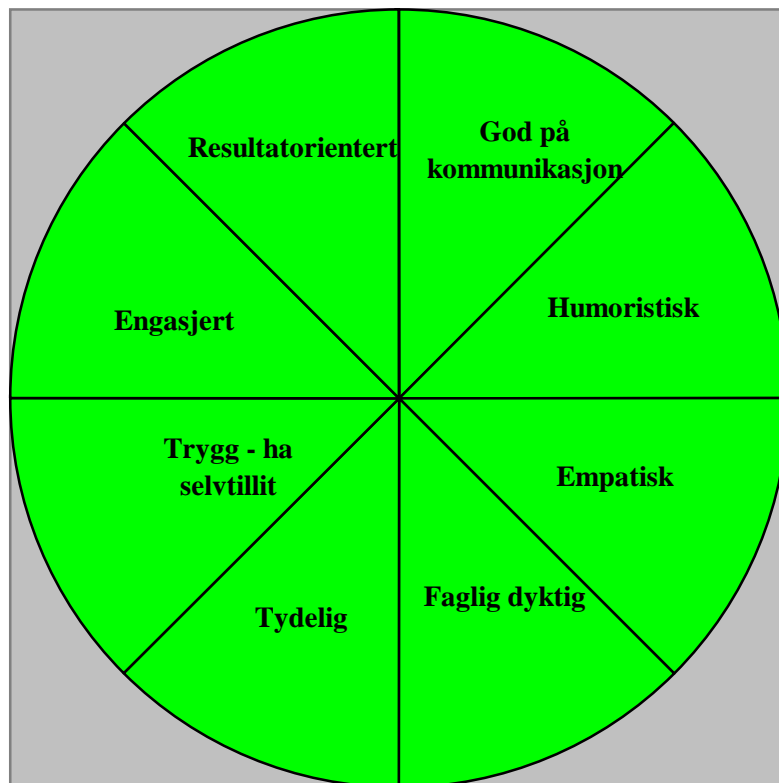 Resultatorientert
God på
kommunikasjon
Engasjert
Humoristisk
Trygg - ha
selvtillit
Empatisk
Tydelig
Faglig dyktig